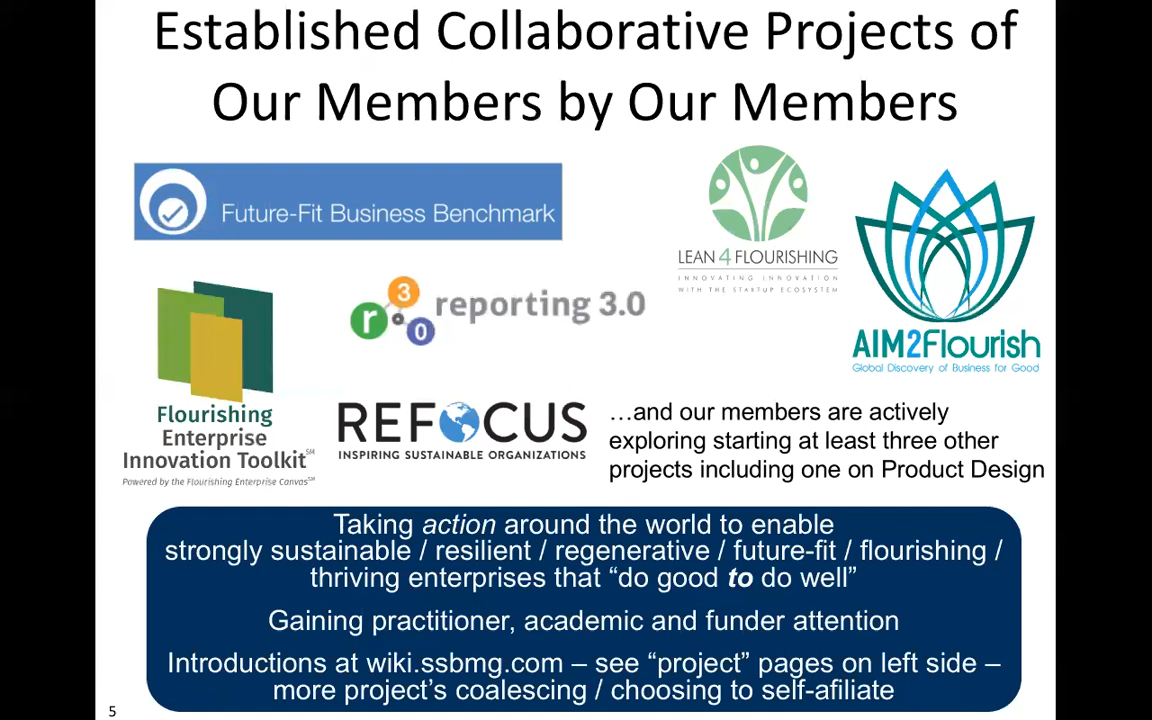 Established Collaborative Projects of
Our Members by Our Members
Future-Fit Business Benchmark
LEAN 4 FLOURISHING
INNOVATING INNOVATION
WITH THE STARTUP ECOSYSTEM
AIM2Flourish
Global Discovery of Business for Good
r 3 0 reporting 3.0
Flourishing
Enterprise
Innovation Toolkit℠
Powered by the Flourishing Enterprise Canvas℠
REFOCUS
INSPIRING SUSTAINABLE ORGANIZATIONS
…and our members are actively
exploring starting at least three other
projects including one on Product Design
Taking action around the world to enable
strongly sustainable / resilient / regenerative / future-fit / flourishing /
thriving enterprises that “do good to do well”
Gaining practitioner, academic and funder attention
Introductions at wiki.ssbmg.com – see “project” pages on left side –
more project’s coalescing / choosing to self-afiliate
5